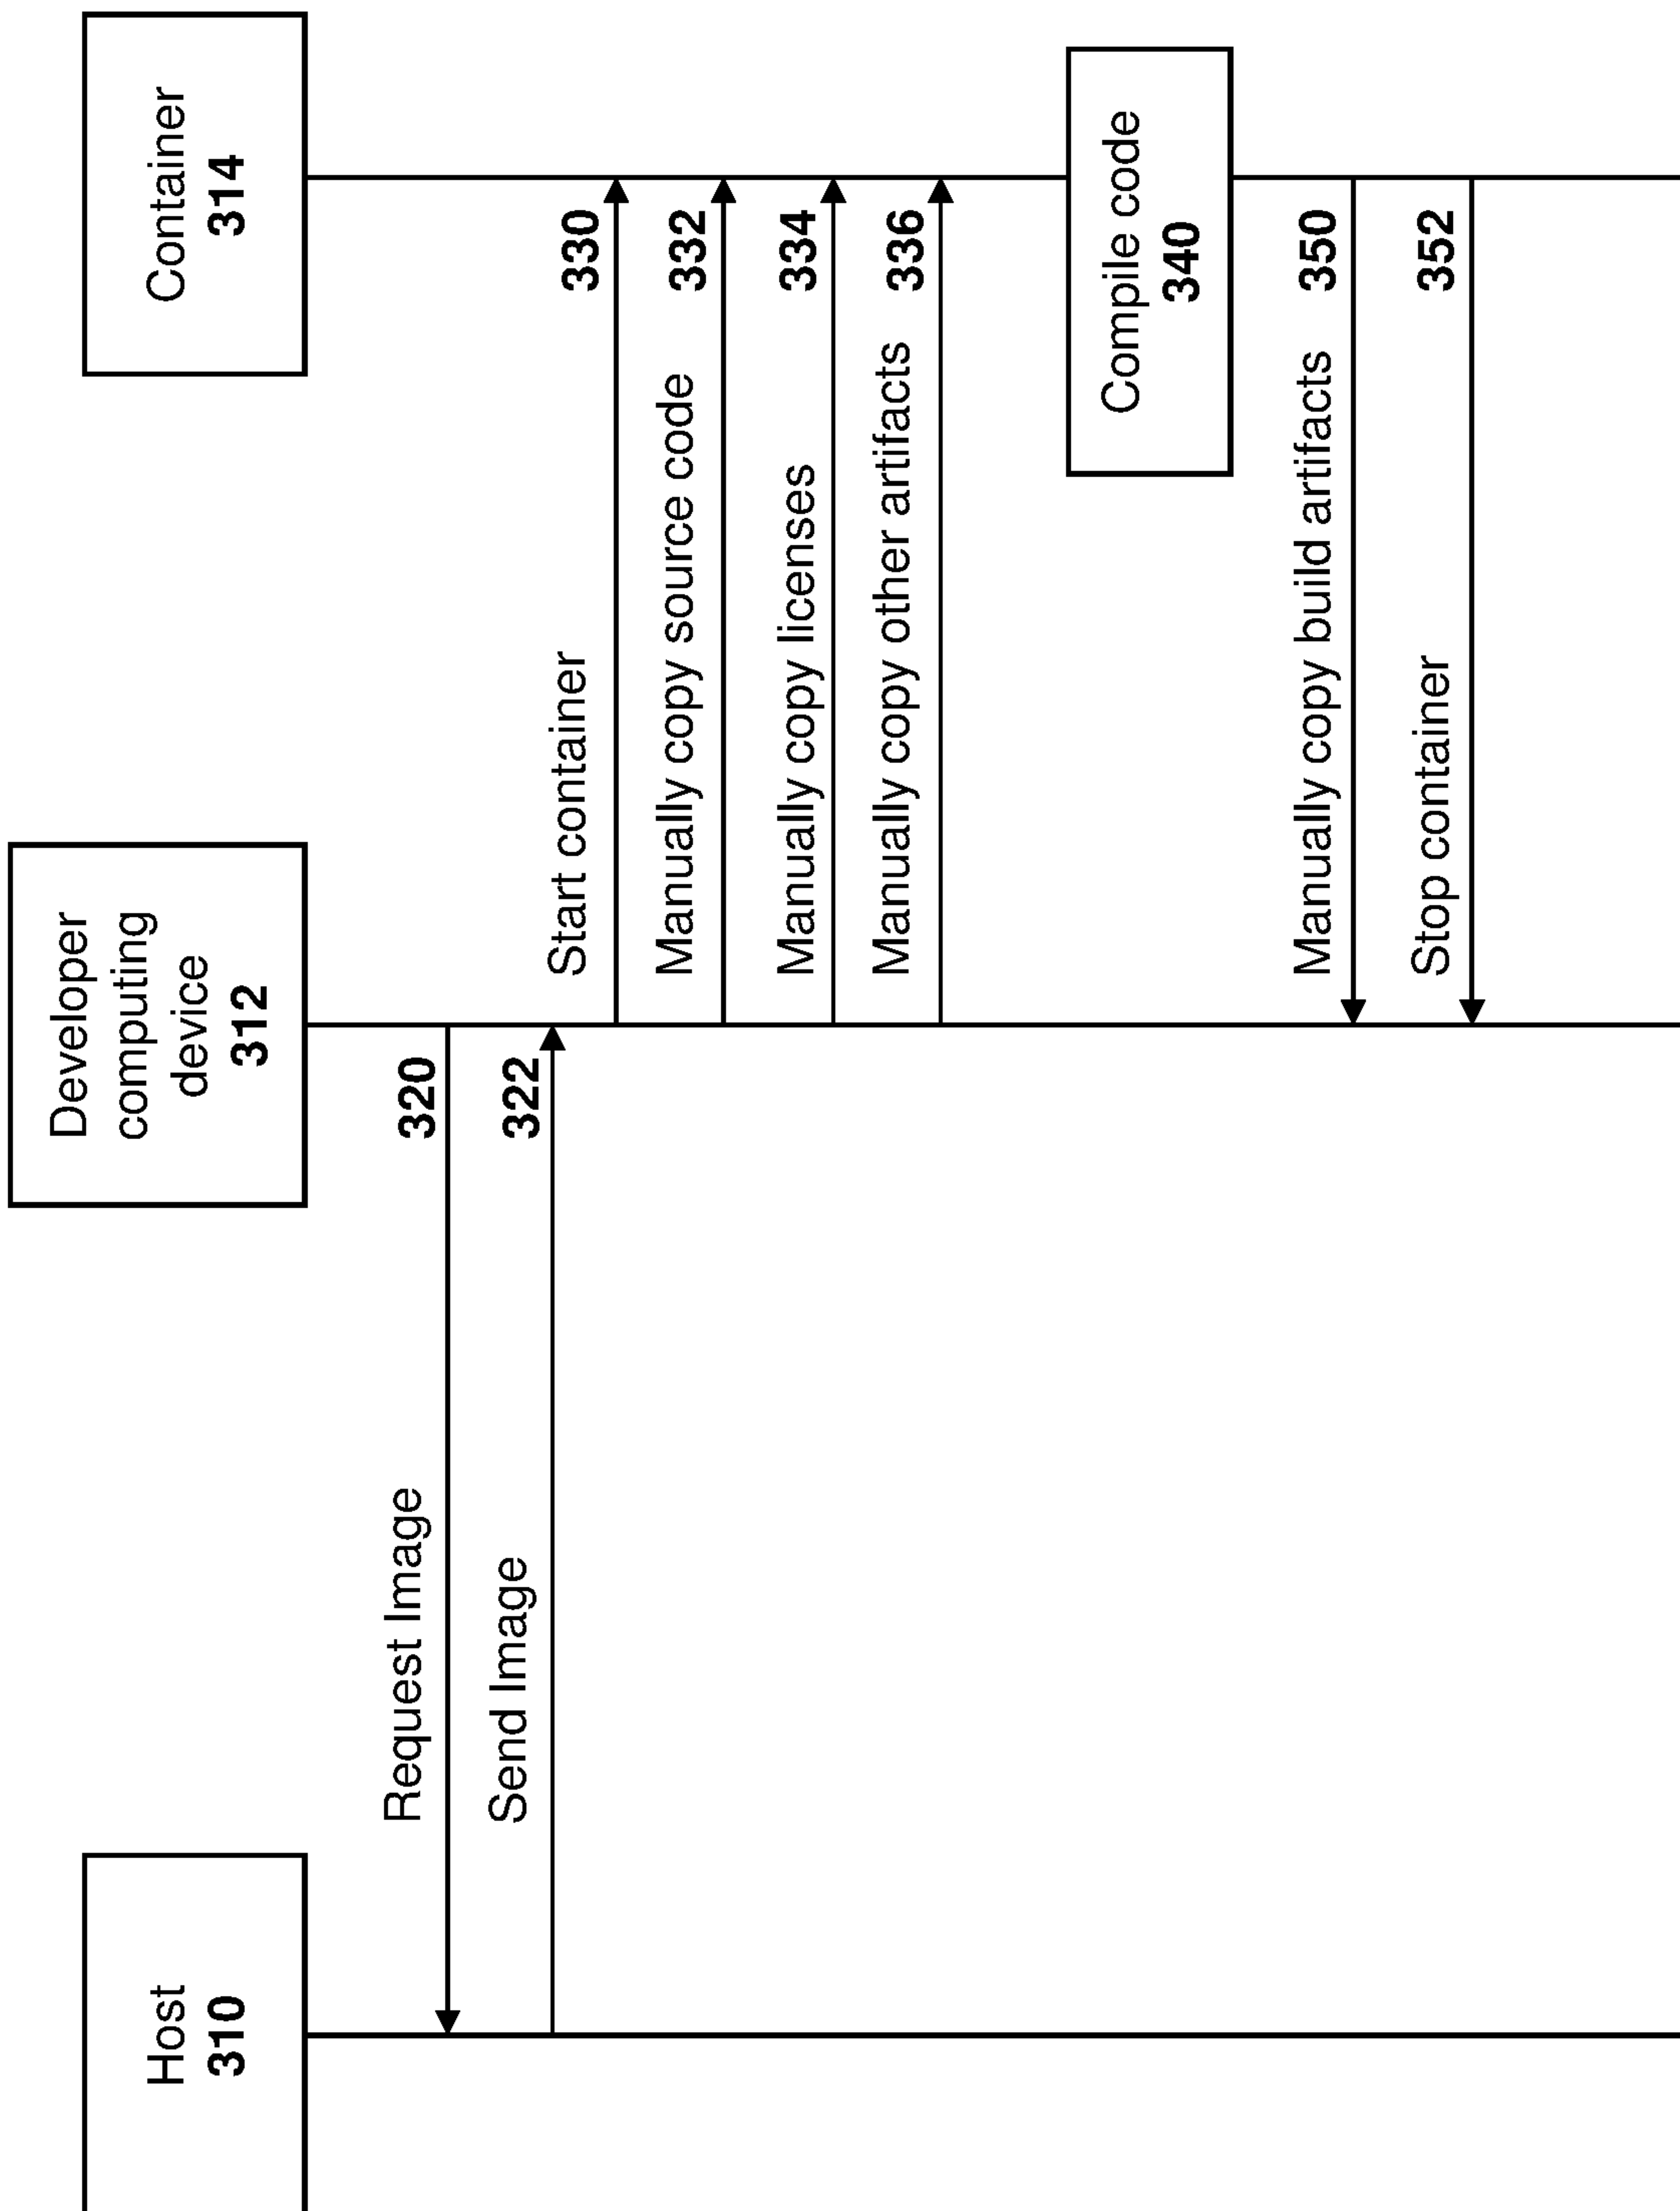 Host
310
Developer
computing
device
312
Container
314
Request Image
320
Send Image
322
Start container
330
Manually copy source code
332
Manually copy licenses
334
Manually copy other artifacts
336
Compile code
340
Manually copy build artifacts
350
Stop container
352